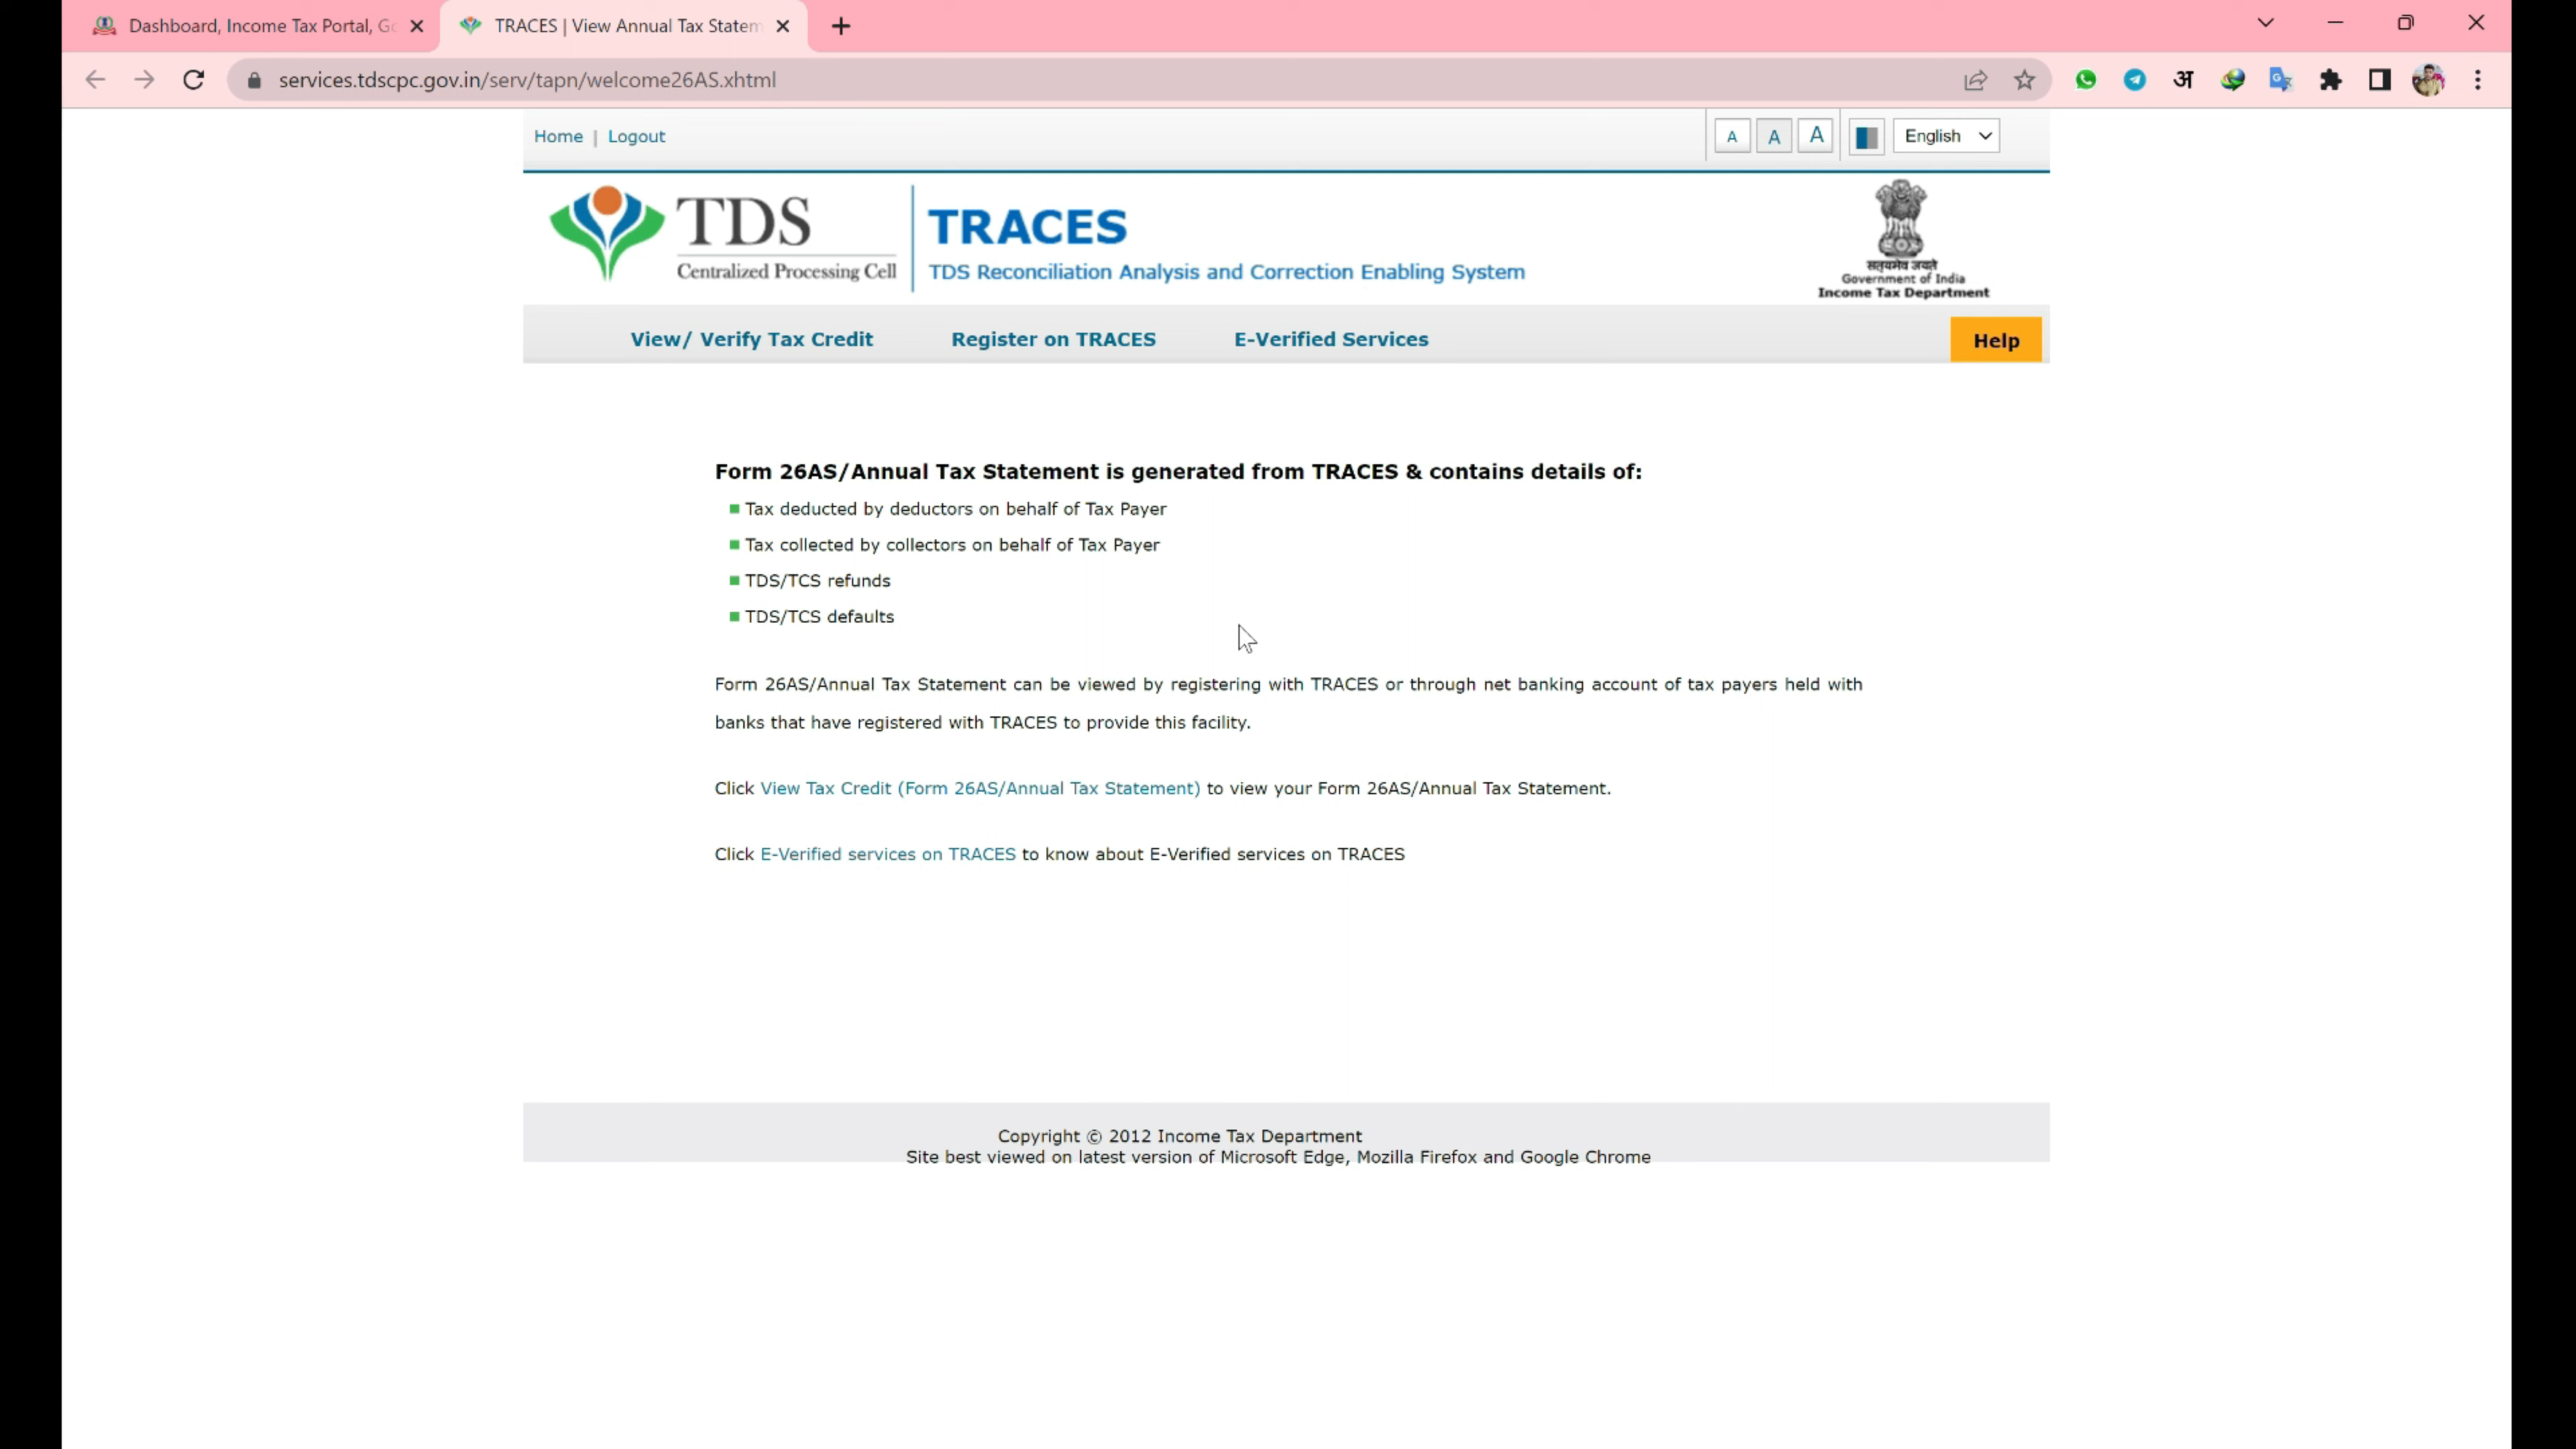 Dashboard, Income Tax Portal, Go
TRACES | View Annual Tax Statem
services.tdscpc.gov.in/serv/tapn/welcome26AS.xhtml
अ
Home | Logout
A A A
English
TDS
Centralized Processing Cell
TRACES
TDS Reconciliation Analysis and Correction Enabling System
सत्यमेव जयते
Government of India
Income Tax Department
View/ Verify Tax Credit
Register on TRACES
E-Verified Services
Help
Form 26AS/Annual Tax Statement is generated from TRACES & contains details of:
Tax deducted by deductors on behalf of Tax Payer
Tax collected by collectors on behalf of Tax Payer
TDS/TCS refunds
TDS/TCS defaults
Form 26AS/Annual Tax Statement can be viewed by registering with TRACES or through net banking account of tax payers held with
banks that have registered with TRACES to provide this facility.
Click View Tax Credit (Form 26AS/Annual Tax Statement) to view your Form 26AS/Annual Tax Statement.
Click E-Verified services on TRACES to know about E-Verified services on TRACES
Copyright © 2012 Income Tax Department
Site best viewed on latest version of Microsoft Edge, Mozilla Firefox and Google Chrome